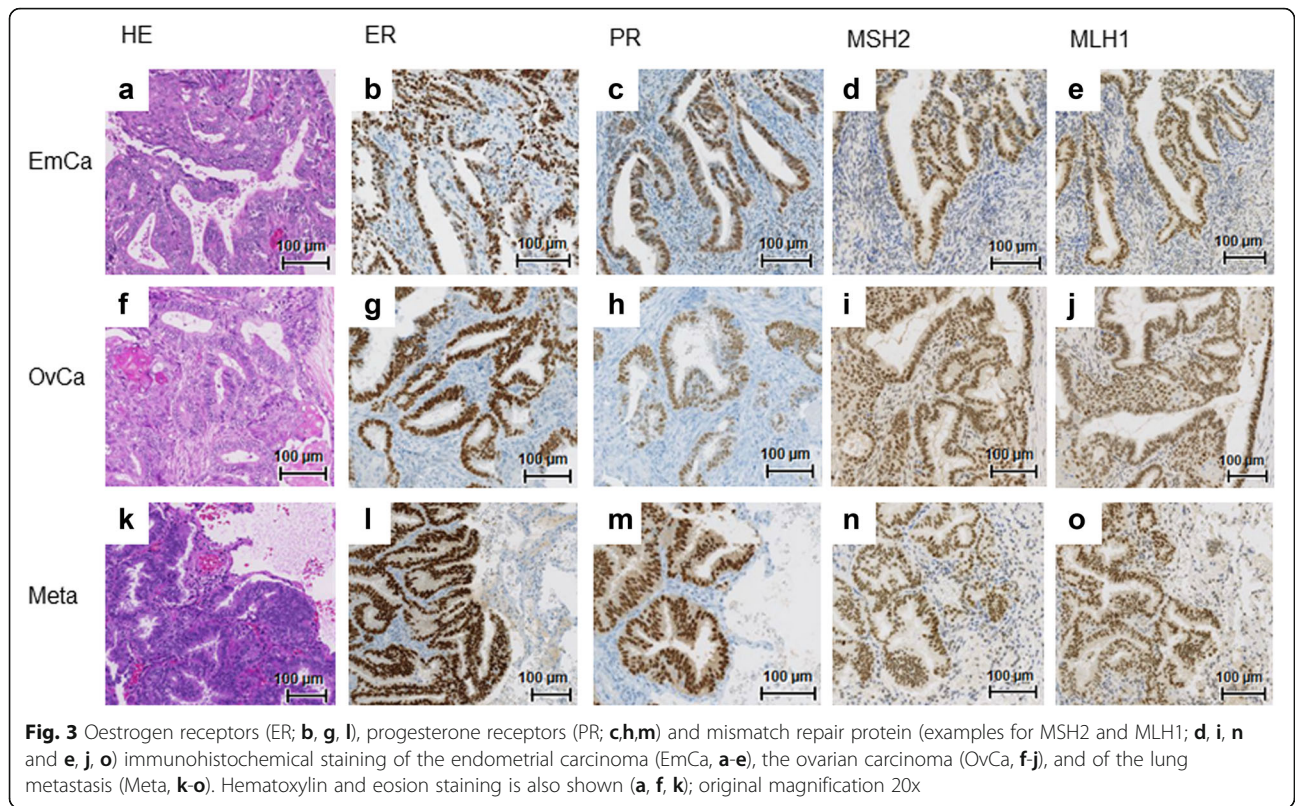 HE ER PR MSH2 MLH1
EmCa
a b c d e
100 µm 100 µm 100 µm 100 µm 100 µm
OvCa
f g h i j
100 µm 100 µm 100 µm 100 µm 100 µm
Meta
k l m n o
100 µm 100 µm 100 µm 100 µm 100 µm
Fig. 3 Oestrogen receptors (ER; b, g, l), progesterone receptors (PR; c,h,m) and mismatch repair protein (examples for MSH2 and MLH1; d, i, n
and e, j, o) immunohistochemical staining of the endometrial carcinoma (EmCa, a-e), the ovarian carcinoma (OvCa, f-j), and of the lung
metastasis (Meta, k-o). Hematoxylin and eosion staining is also shown (a, f, k); original magnification 20x